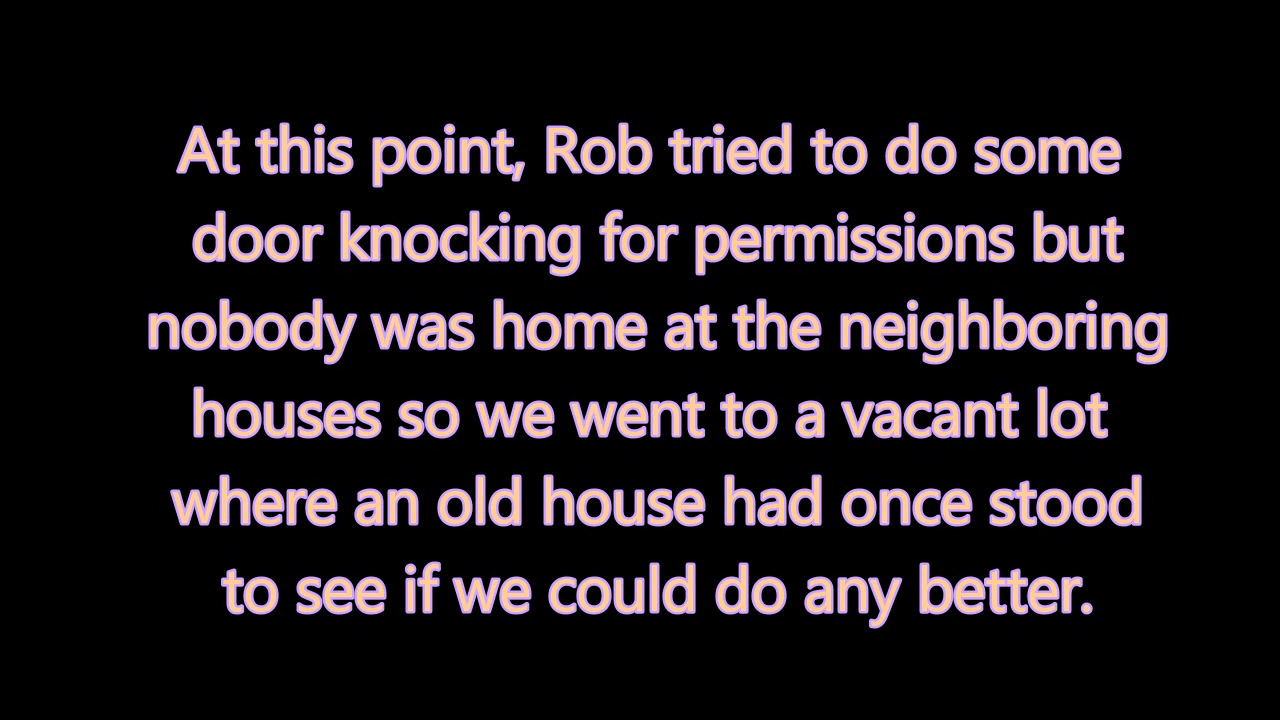 At this point, Rob tried to do some
door knocking for permissions but
nobody was home at the neighboring
houses so we went to a vacant lot
where an old house had once stood
to see if we could do any better.